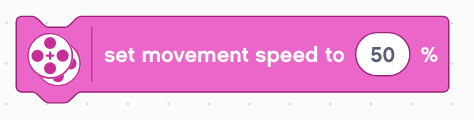 set movement speed to 50 %